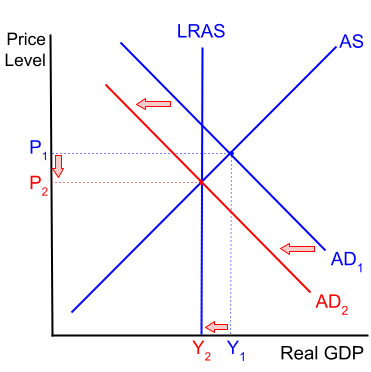 LRAS
Price
Level
AS
P1
P2
AD1
AD2
Y2
Y1
Real GDP